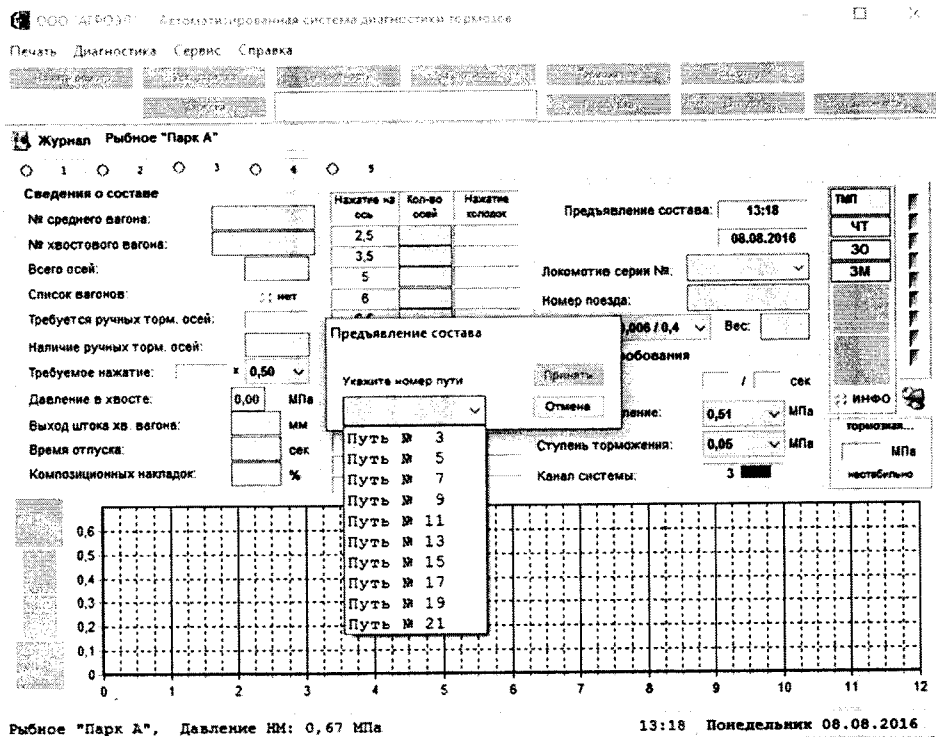 ООО "АГРОЭЛ" Автоматизированная система диагностики тормозов
Печать Диагностика Сервис Справка
Журнал Рыбное "Парк А"
1 2 3 4 5
Сведения о составе
№ среднего вагона:
№ хвостового вагона:
Всего осей:
Список вагонов: нет
Требуется ручных торм. осей:
Наличие ручных торм. осей:
Требуемое нажатие: х 0,50
Давление в хвосте: 0,00 МПа
Выход штока хв. вагона: мм
Время отпуска: сек
Композиционных накладок: %
Нажатие на ось Кол-во осей Нажатие колодок
2,5
3,5
5
6
Предъявление состава: 13:18
08.08.2016
Локомотив серии №:
Номер поезда:
,006 / 0,4 Вес:
робования
/ сек
ление: 0,51 МПа
Ступень торможения: 0,05 МПа
Канал системы: 3
ТМП
ЧТ
ЗО
ЗМ
ИНФО
тормозная...
МПа
нестабильно
Предъявление состава
Укажите номер пути
Принять
Отмена
Путь № 3
Путь № 5
Путь № 7
Путь № 9
Путь № 11
Путь № 13
Путь № 15
Путь № 17
Путь № 19
Путь № 21
0,6
0,5
0,4
0,3
0,2
0,1
0
0 1 2 3 4 5 6 7 8 9 10 11 12
Рыбное "Парк А", Давление НМ: 0,67 МПа 13:18 Понедельник 08.08.2016